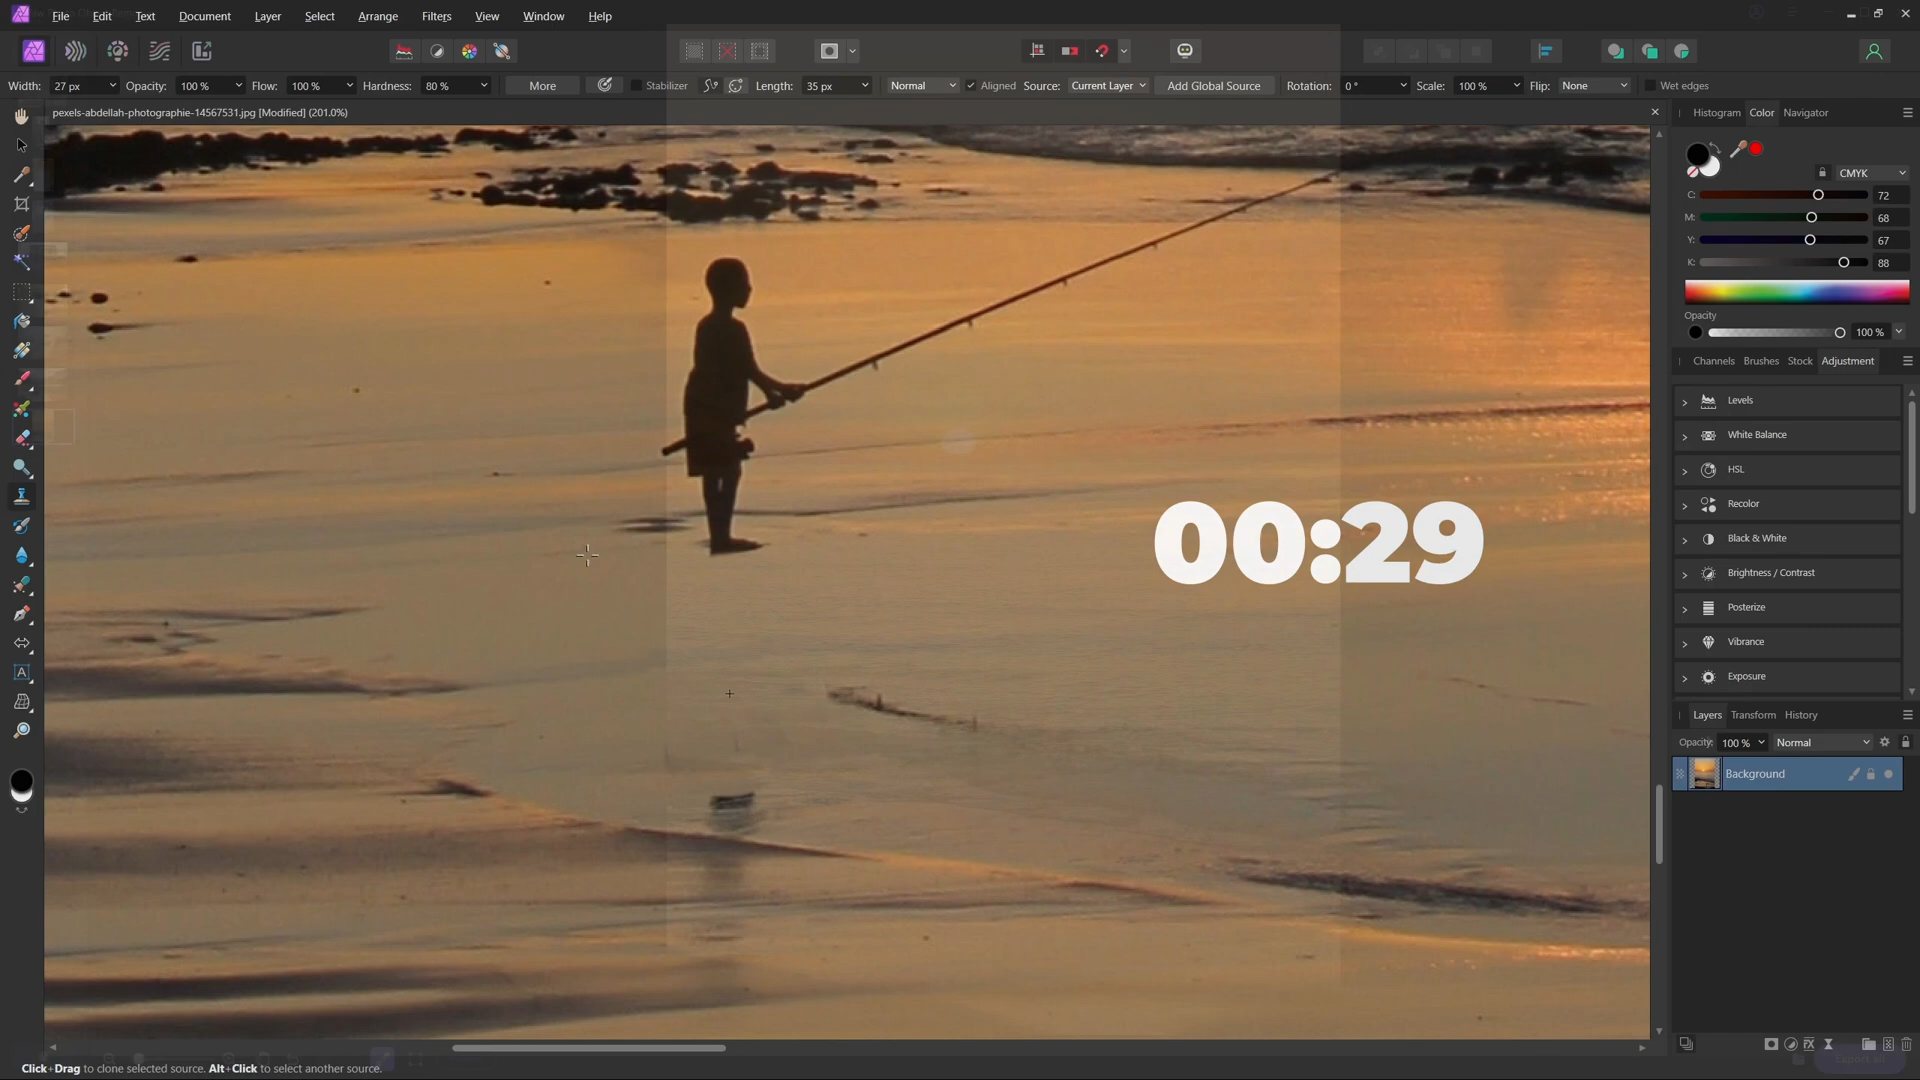 File Edit Text Document Layer Select Arrange Filters View Window Help
Width: 27 px Opacity: 100 % Flow: 100 % Hardness: 80 % More Stabilizer Length: 35 px Normal Aligned Source: Current Layer Add Global Source Rotation: 0 ° Scale: 100 % Flip: None Wet edges
pexels-abdellah-photographie-14567531.jpg [Modified] (201.0%)
Histogram Color Navigator
CMYK
C: 72
M: 68
Y: 67
K: 88
Opacity
100 %
Channels Brushes Stock Adjustment
Levels
White Balance
HSL
Recolor
Black & White
Brightness / Contrast
Posterize
Vibrance
Exposure
00:29
Layers Transform History
Opacity: 100 % Normal
Background
A
Export all
Click+Drag to clone selected source. Alt+Click to select another source.